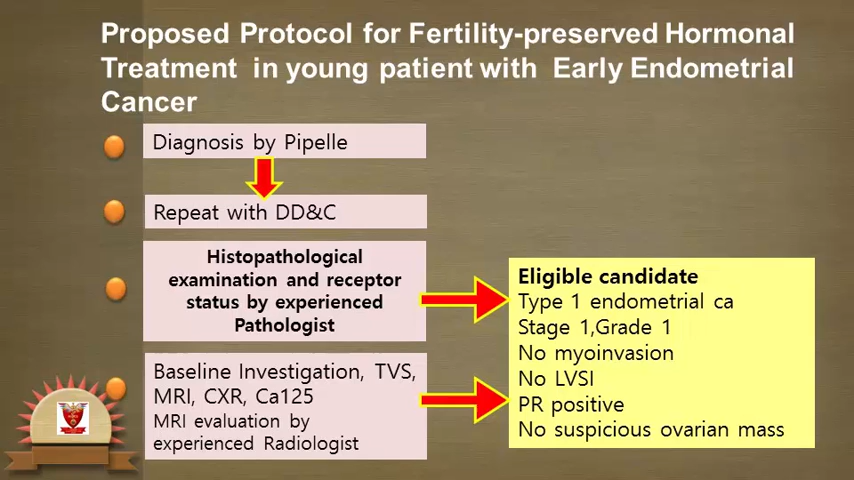 Proposed Protocol for Fertility-preserved Hormonal
Treatment in young patient with Early Endometrial
Cancer
Diagnosis by Pipelle
Repeat with DD&C
Histopathological
examination and receptor
status by experienced
Pathologist
Baseline Investigation, TVS,
MRI, CXR, Ca125
MRI evaluation by
experienced Radiologist
Eligible candidate
Type 1 endometrial ca
Stage 1,Grade 1
No myoinvasion
No LVSI
PR positive
No suspicious ovarian mass